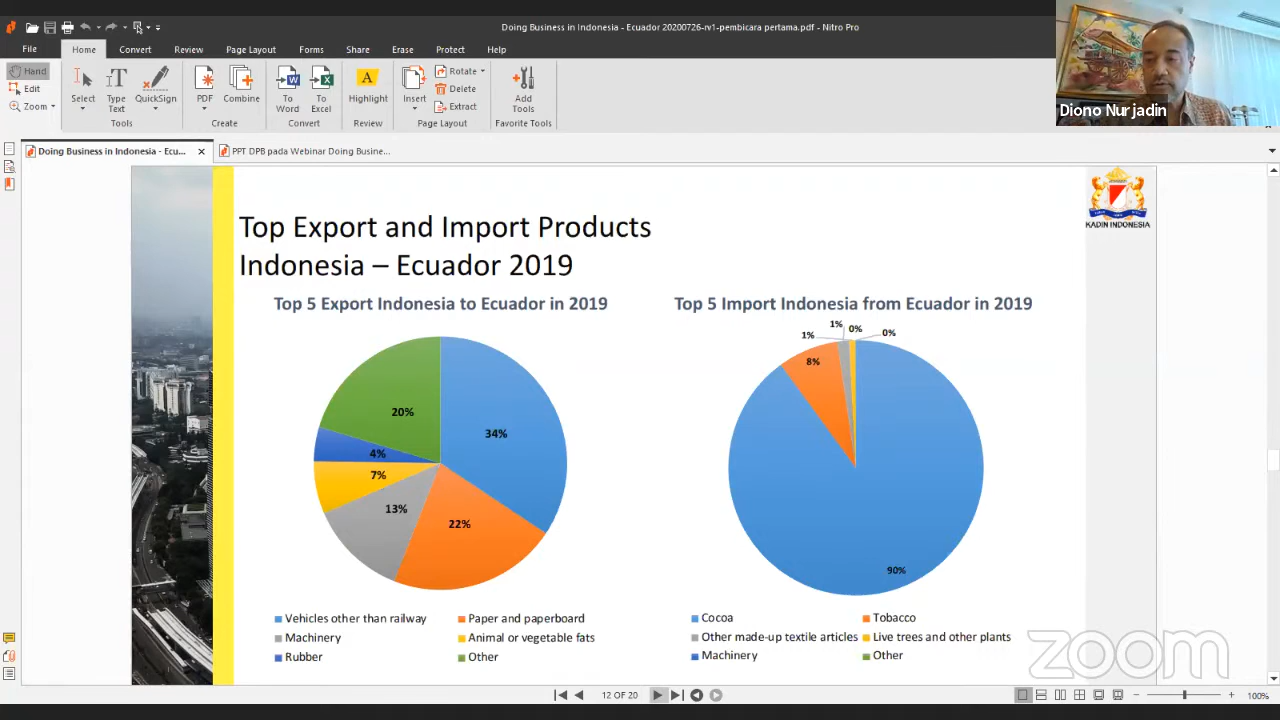 Doing Business in Indonesia - Ecuador 20200726-rv1-pembicara pertama.pdf - Nitro Pro
File Home Convert Review Page Layout Forms Share Erase Protect Help
Hand
Edit
Zoom
Select
Type Text
QuickSign
Tools
PDF
Combine
Create
To Word
To Excel
Convert
Highlight
Review
Insert
Rotate
Delete
Extract
Page Layout
Add Tools
Favorite Tools
Diono Nurjadin
Doing Business in Indonesia - Ecu...
PPT DPB pada Webinar Doing Busine...
KADIN INDONESIA
Top Export and Import Products
Indonesia – Ecuador 2019
Top 5 Export Indonesia to Ecuador in 2019
20%
34%
4%
7%
13%
22%
Vehicles other than railway
Paper and paperboard
Machinery
Animal or vegetable fats
Rubber
Other
Top 5 Import Indonesia from Ecuador in 2019
1%
1%
0%
0%
8%
90%
Cocoa
Tobacco
Other made-up textile articles
Live trees and other plants
Machinery
Other
zoom
12 OF 20
100%